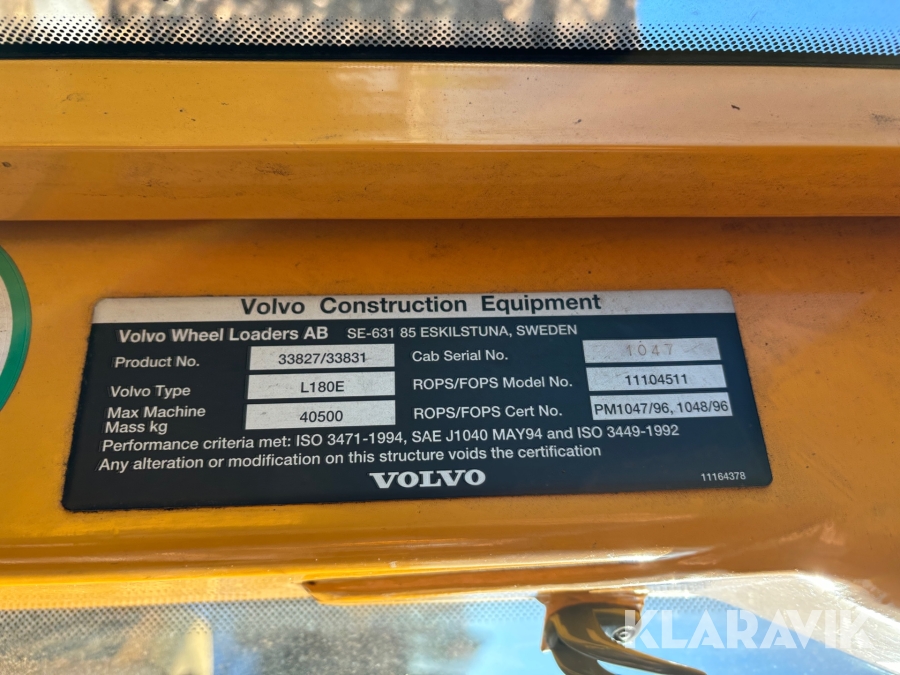 Volvo Construction Equipment
Volvo Wheel Loaders AB SE-631 85 ESKILSTUNA, SWEDEN
Product No. 33827/33831 Cab Serial No. 1047
Volvo Type L180E ROPS/FOPS Model No. 11104511
Max Machine
Mass kg 40500 ROPS/FOPS Cert No. PM1047/96, 1048/96
Performance criteria met: ISO 3471-1994, SAE J1040 MAY94 and ISO 3449-1992
Any alteration or modification on this structure voids the certification
VOLVO
11164378
KLARAVIK